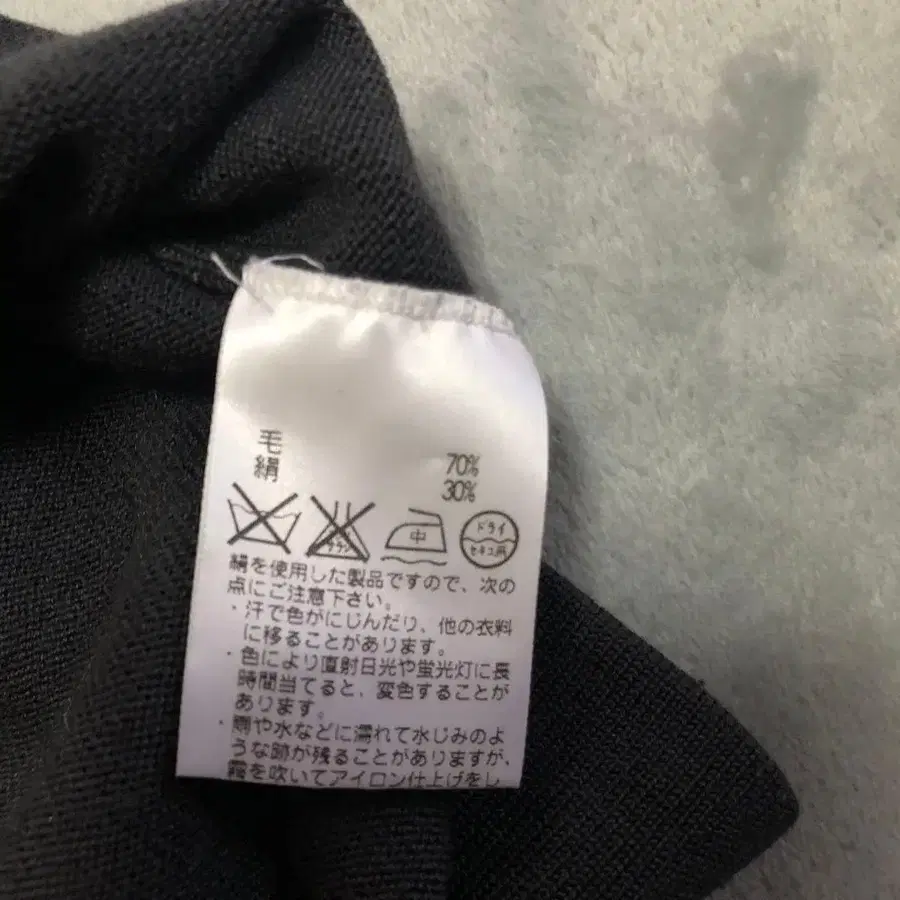 毛 70%
絹 30%
サラシ 中 ドライ
セキユ系
絹を使用した製品ですので、次の
点にご注意下さい。
・汗で色がにじんだり、他の衣料
に移ることがあります。
・色により直射日光や蛍光灯に長
時間当てると、変色することが
あります。
・雨や水などに濡れて水じみのよ
うな跡が残ることがありますが、
霧を吹いてアイロン仕上げをし